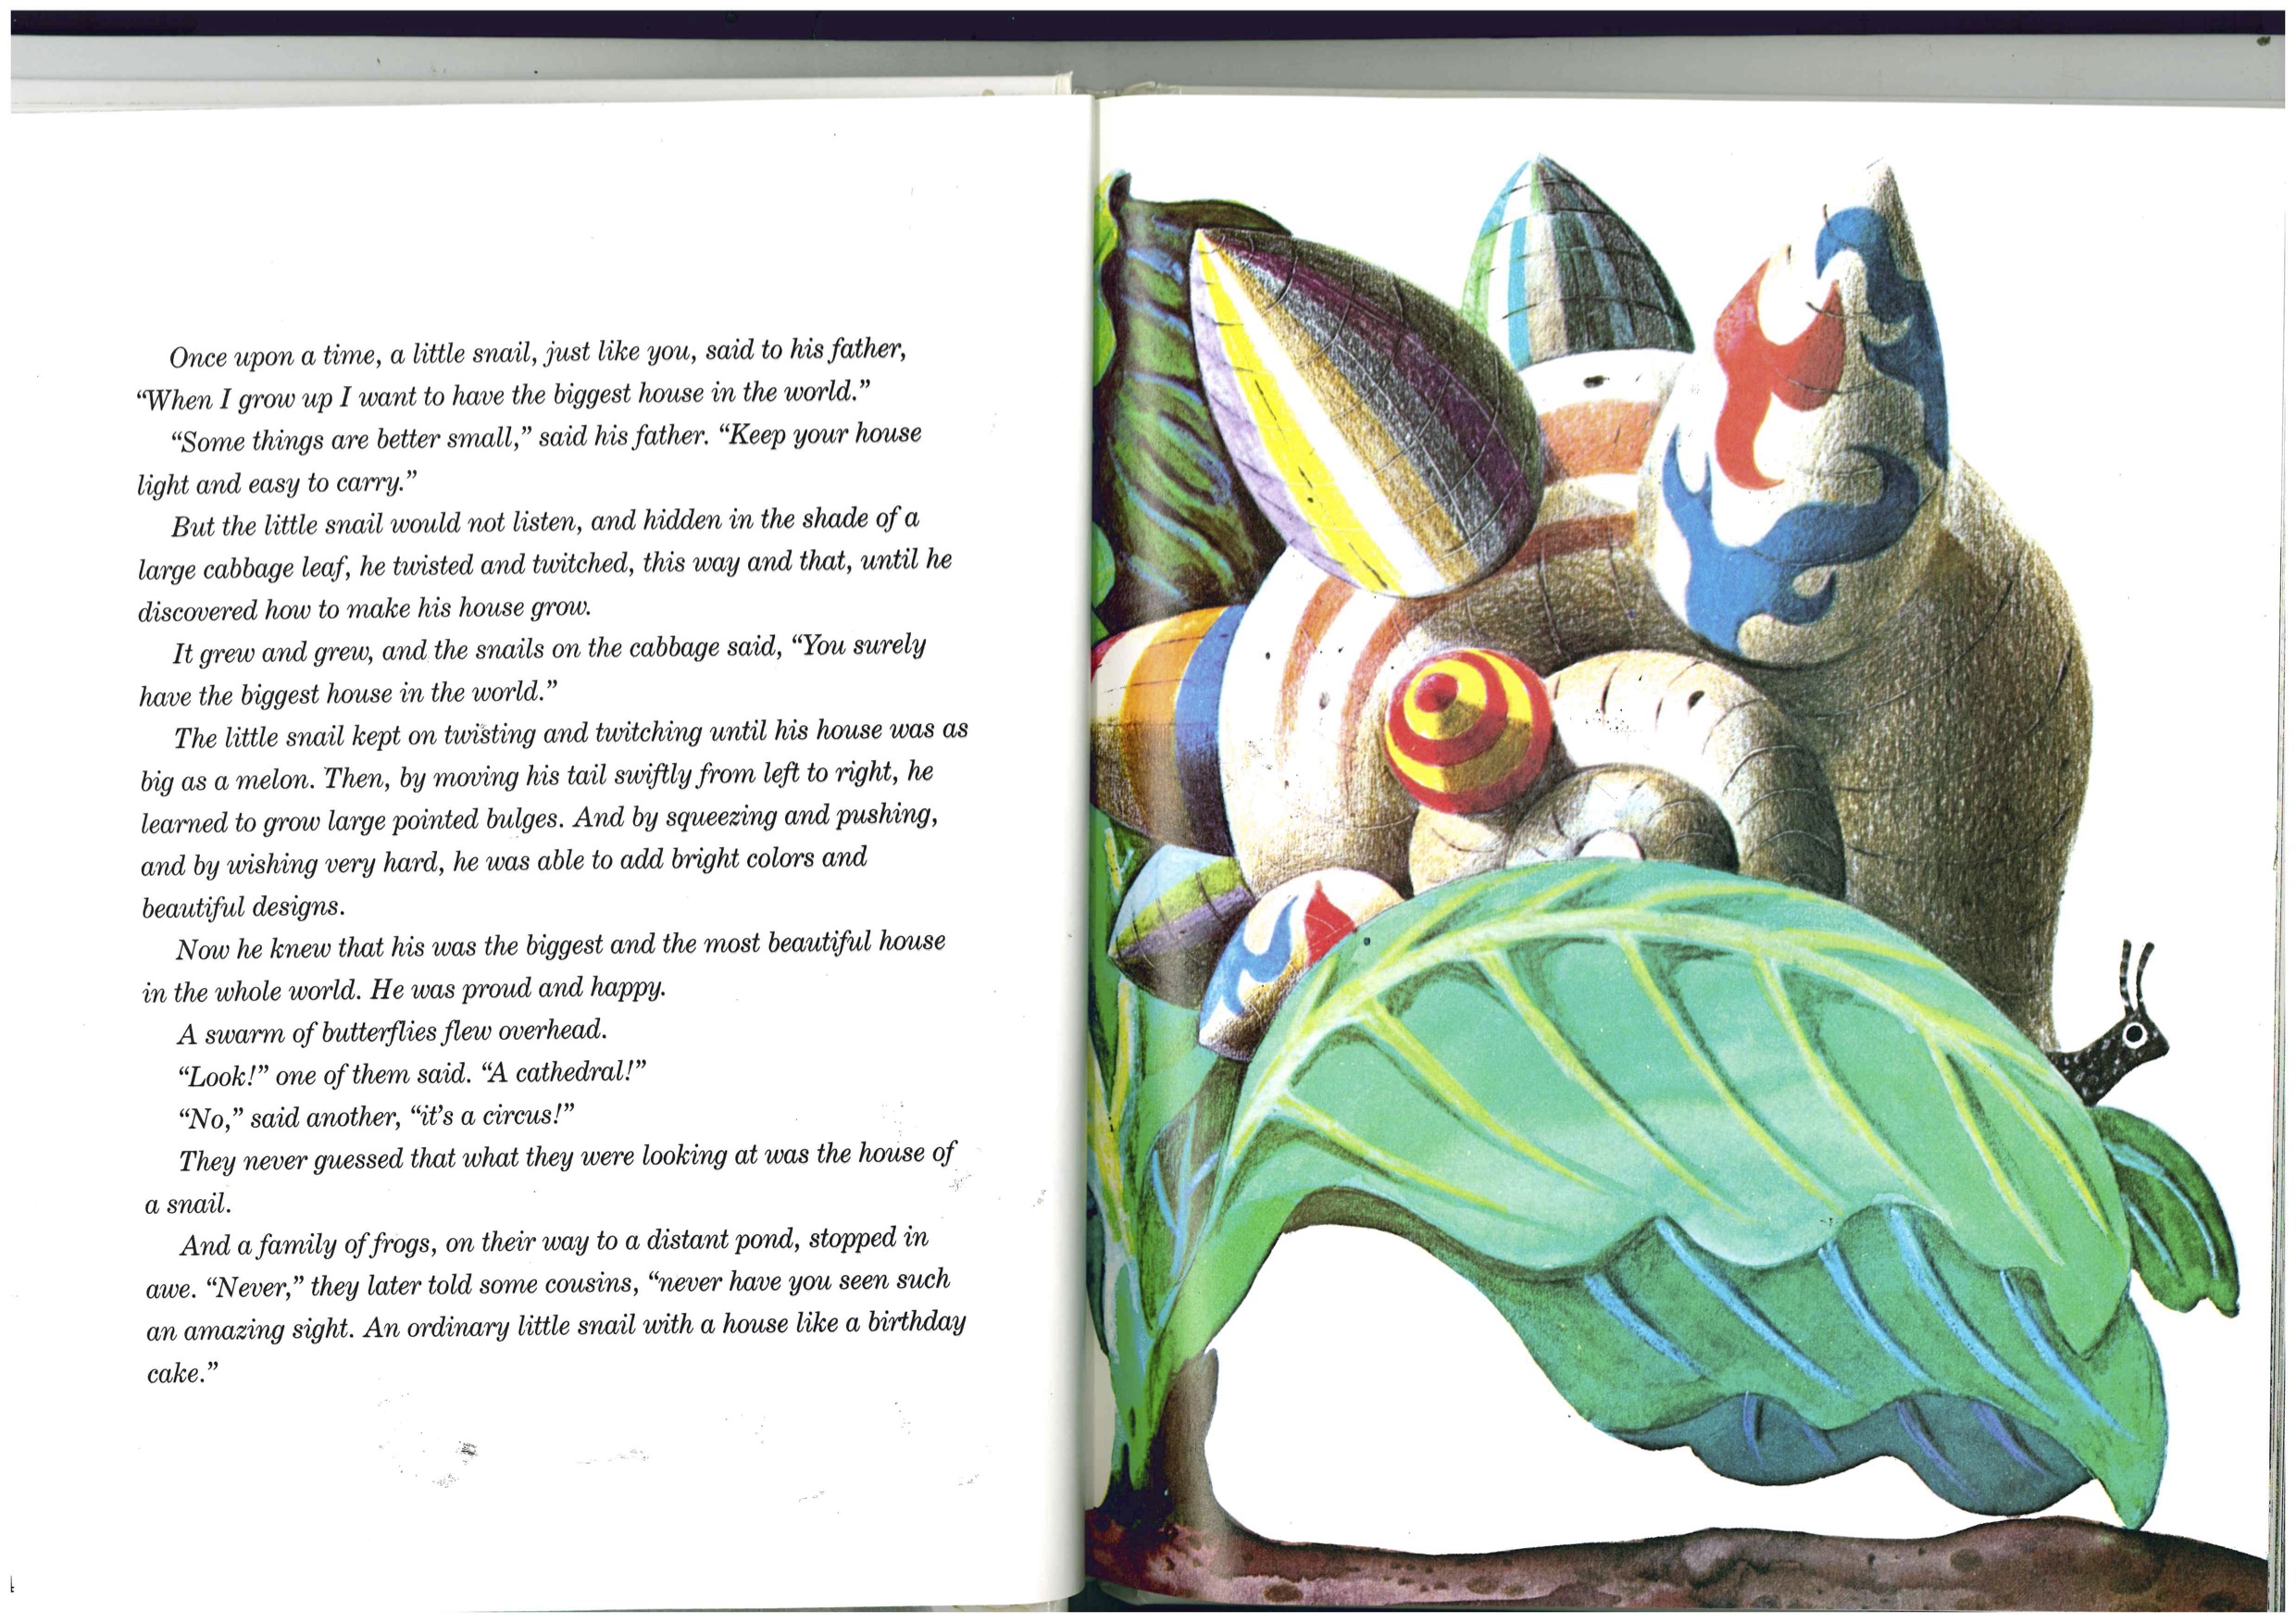 Once upon a time, a little snail, just like you, said to his father,
“When I grow up I want to have the biggest house in the world.”
“Some things are better small,” said his father. “Keep your house
light and easy to carry.”
But the little snail would not listen, and hidden in the shade of a
large cabbage leaf, he twisted and twitched, this way and that, until he
discovered how to make his house grow.
It grew and grew, and the snails on the cabbage said, “You surely
have the biggest house in the world.”
The little snail kept on twisting and twitching until his house was as
big as a melon. Then, by moving his tail swiftly from left to right, he
learned to grow large pointed bulges. And by squeezing and pushing,
and by wishing very hard, he was able to add bright colors and
beautiful designs.
Now he knew that his was the biggest and the most beautiful house
in the whole world. He was proud and happy.
A swarm of butterflies flew overhead.
“Look!” one of them said. “A cathedral!”
“No,” said another, “it’s a circus!”
They never guessed that what they were looking at was the house of
a snail.
And a family of frogs, on their way to a distant pond, stopped in
awe. “Never,” they later told some cousins, “never have you seen such
an amazing sight. An ordinary little snail with a house like a birthday
cake.”